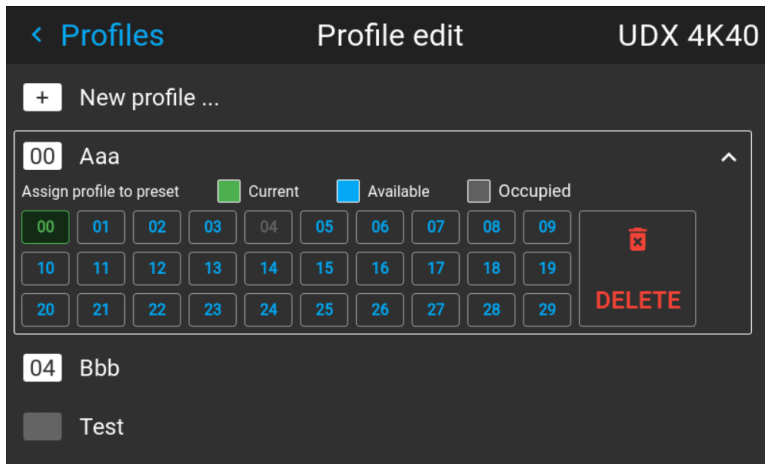 Profiles Profile edit UDX 4K40
+ New profile ...
00 Aaa
Assign profile to preset Current Available Occupied
00 01 02 03 04 05 06 07 08 09
10 11 12 13 14 15 16 17 18 19
20 21 22 23 24 25 26 27 28 29
DELETE
04 Bbb
Test